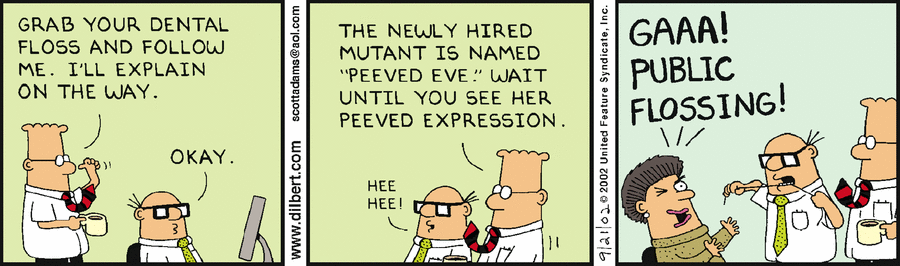 GRAB YOUR DENTAL
FLOSS AND FOLLOW
ME. I'LL EXPLAIN
ON THE WAY.
OKAY.
www.dilbert.com
scottadams@aol.com
THE NEWLY HIRED
MUTANT IS NAMED
"PEEVED EVE." WAIT
UNTIL YOU SEE HER
PEEVED EXPRESSION.
HEE
HEE!
9/21/02 © 2002 United Feature Syndicate, Inc.
GAAA!
PUBLIC
FLOSSING!